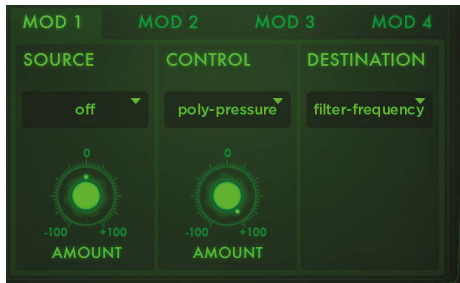 MOD 1 MOD 2 MOD 3 MOD 4
SOURCE CONTROL DESTINATION
off poly-pressure filter-frequency
0 0
-100 +100 -100 +100
AMOUNT AMOUNT